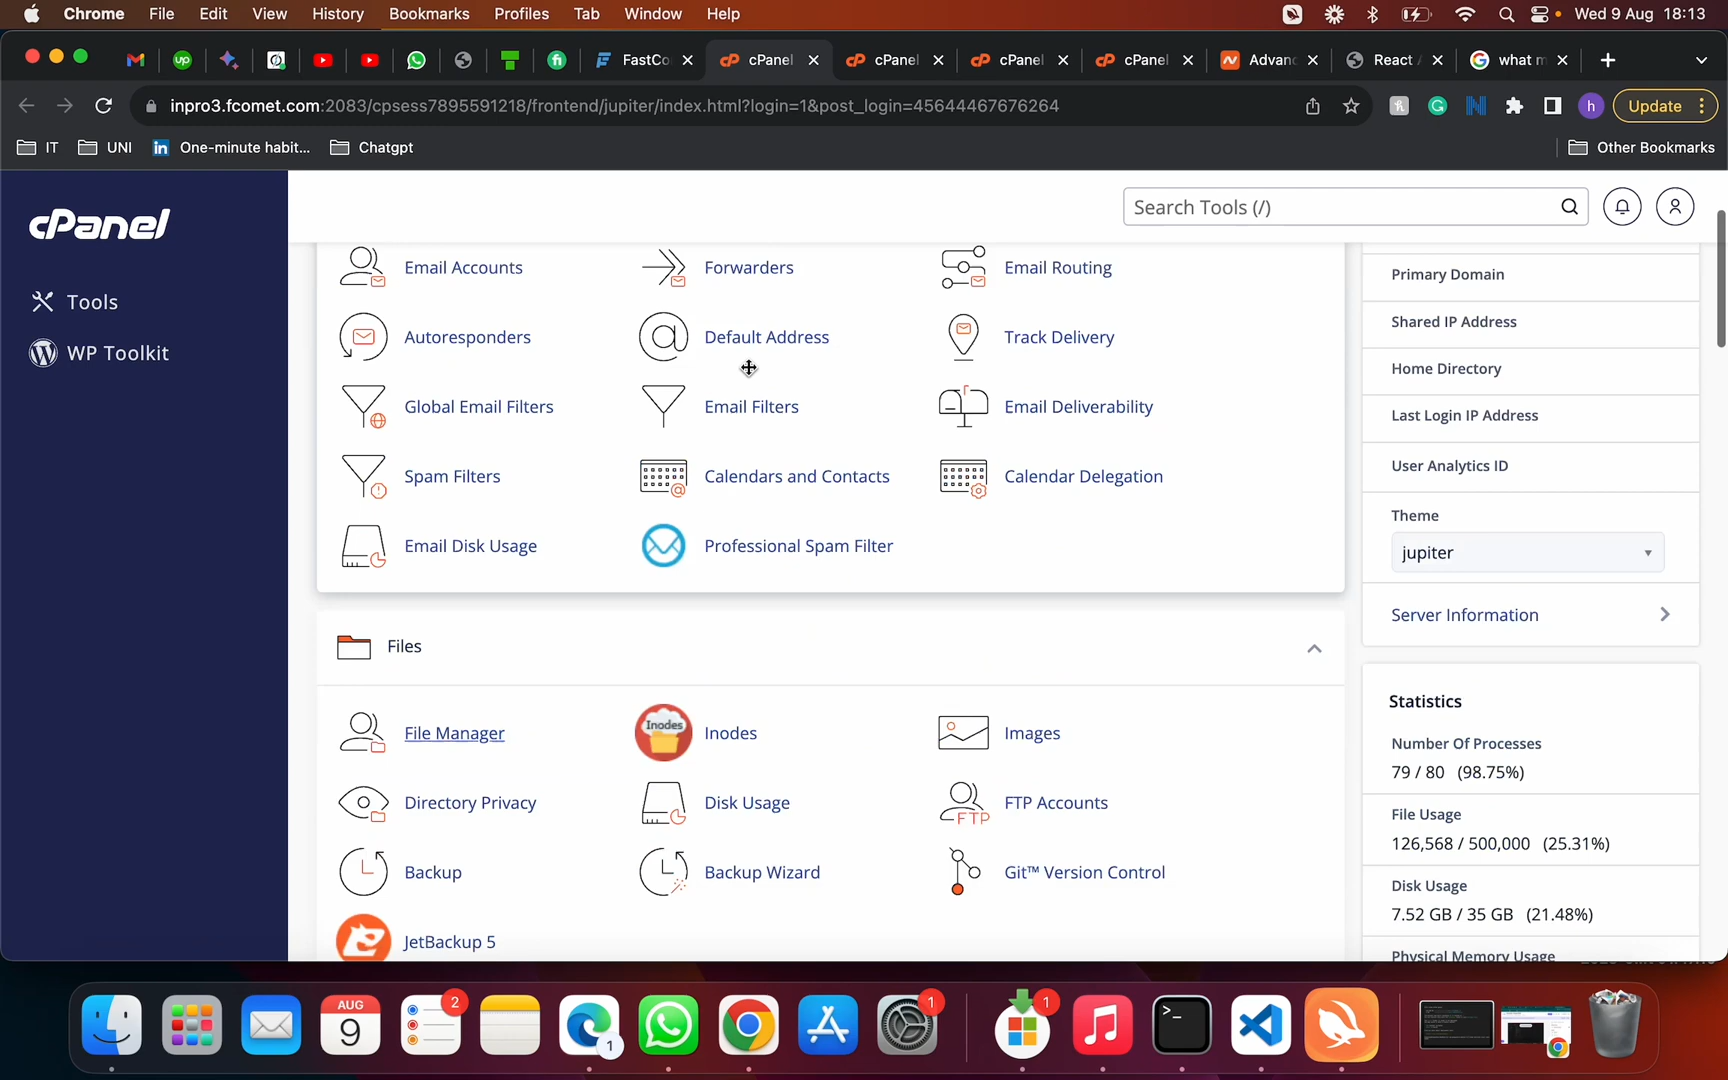 Chrome File Edit View History Bookmarks Profiles Tab Window Help Wed 9 Aug 18:13
FastCo cPanel cPanel cPanel cPanel Advanc React A what m
inpro3.fcomet.com:2083/cpsess7895591218/frontend/jupiter/index.html?login=1&post_login=45644467676264 h Update
IT UNI One-minute habit... Chatgpt Other Bookmarks
cPanel
Search Tools (/)
Tools
WP Toolkit
Email Accounts Forwarders Email Routing
Autoresponders Default Address Track Delivery
Global Email Filters Email Filters Email Deliverability
Spam Filters Calendars and Contacts Calendar Delegation
Email Disk Usage Professional Spam Filter
Files
File Manager Inodes Inodes Images
Directory Privacy Disk Usage FTP FTP Accounts
Backup Backup Wizard Git™ Version Control
JetBackup 5
Primary Domain
Shared IP Address
Home Directory
Last Login IP Address
User Analytics ID
Theme
jupiter
Server Information
Statistics
Number Of Processes
79 / 80 (98.75%)
File Usage
126,568 / 500,000 (25.31%)
Disk Usage
7.52 GB / 35 GB (21.48%)
Physical Memory Usage
AUG
9
2
1
1
1